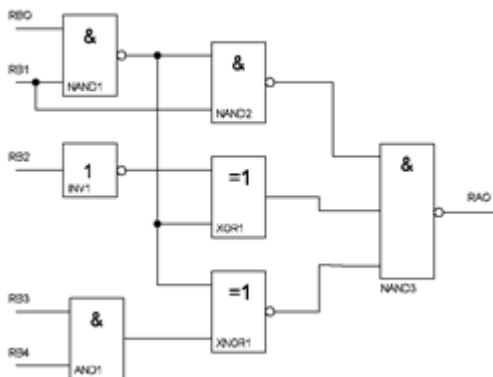 RB0
&
NAND1
RB1
&
NAND2
RB2
1
INV1
=1
XOR1
&
NAND3
RA0
RB3
&
AND1
RB4
=1
XNOR1